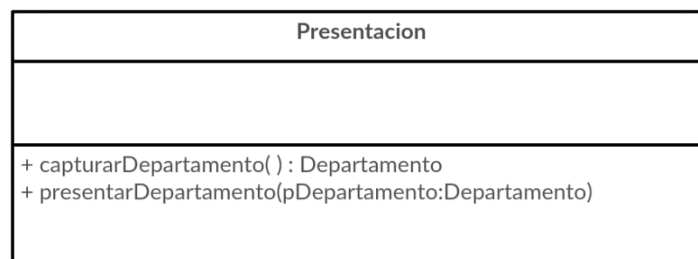 Presentacion
+ capturarDepartamento( ) : Departamento
+ presentarDepartamento(pDepartamento:Departamento)